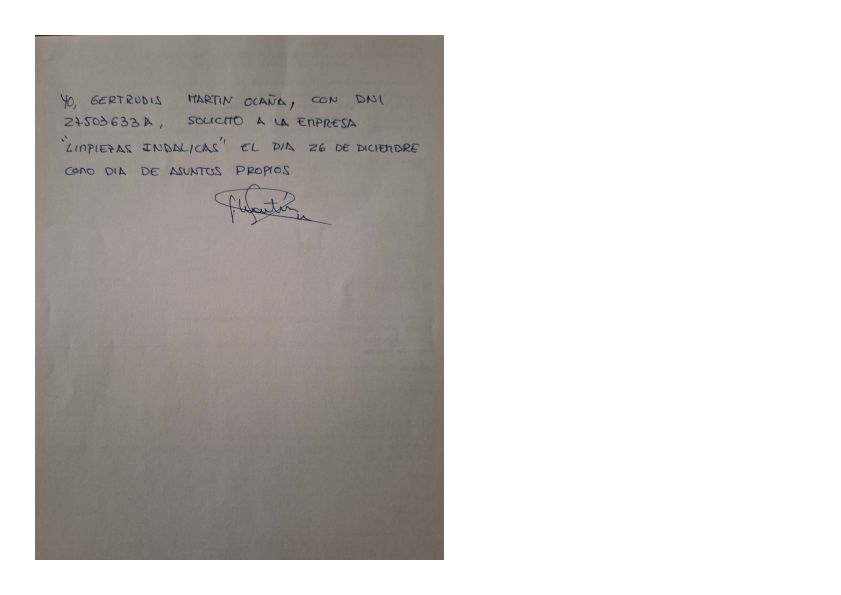 YO, GERTRUDIS MARTIN OCAÑA, CON DNI
27503633A, SOLICITO A LA EMPRESA
"LIMPIEZAS INDALICAS" EL DIA 26 DE DICIEMBRE
COMO DIA DE ASUNTOS PROPIOS